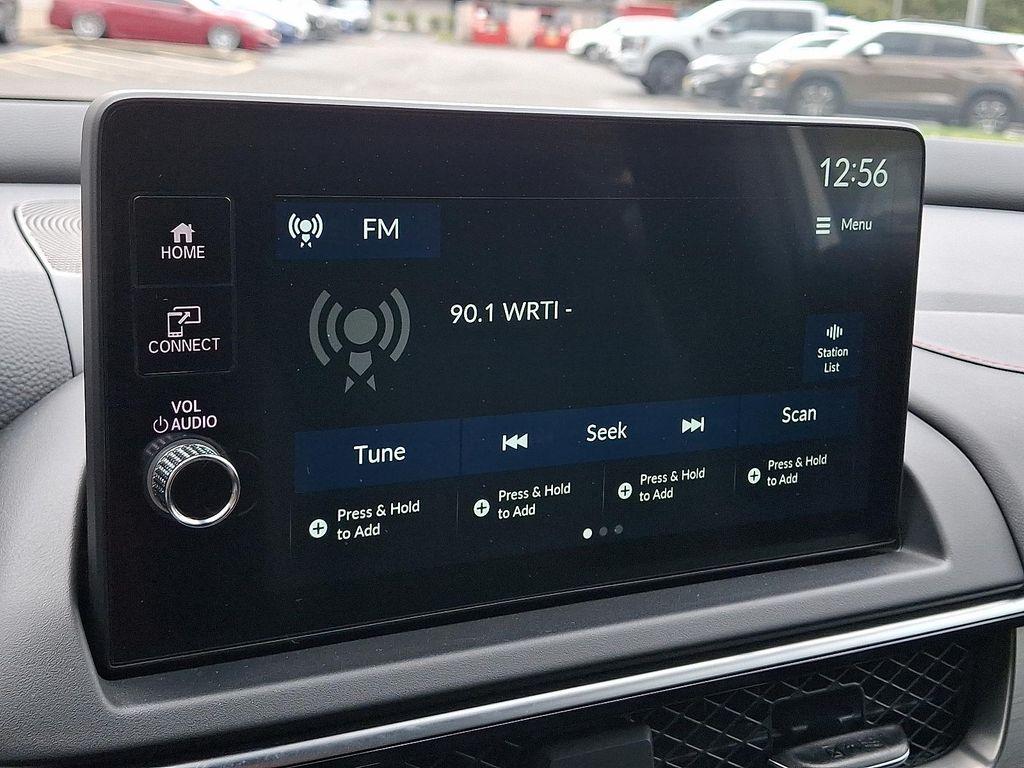 12:56
HOME
FM
Menu
CONNECT
90.1 WRTI -
Station
List
VOL
AUDIO
Tune
Seek
Scan
Press & Hold
to Add
Press & Hold
to Add
Press & Hold
to Add
Press & Hold
to Add